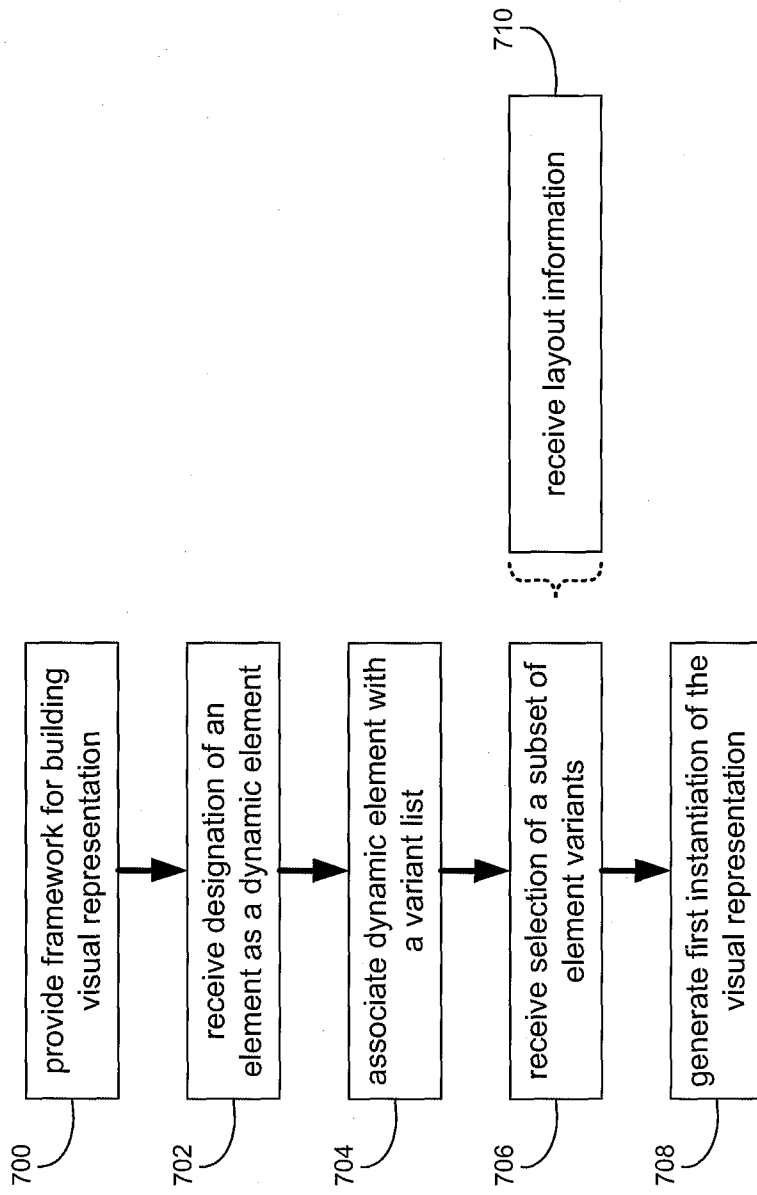 700
provide framework for building
visual representation
702
receive designation of an
element as a dynamic element
704
associate dynamic element with
a variant list
706
receive selection of a subset of
element variants
710
receive layout information
708
generate first instantiation of the
visual representation